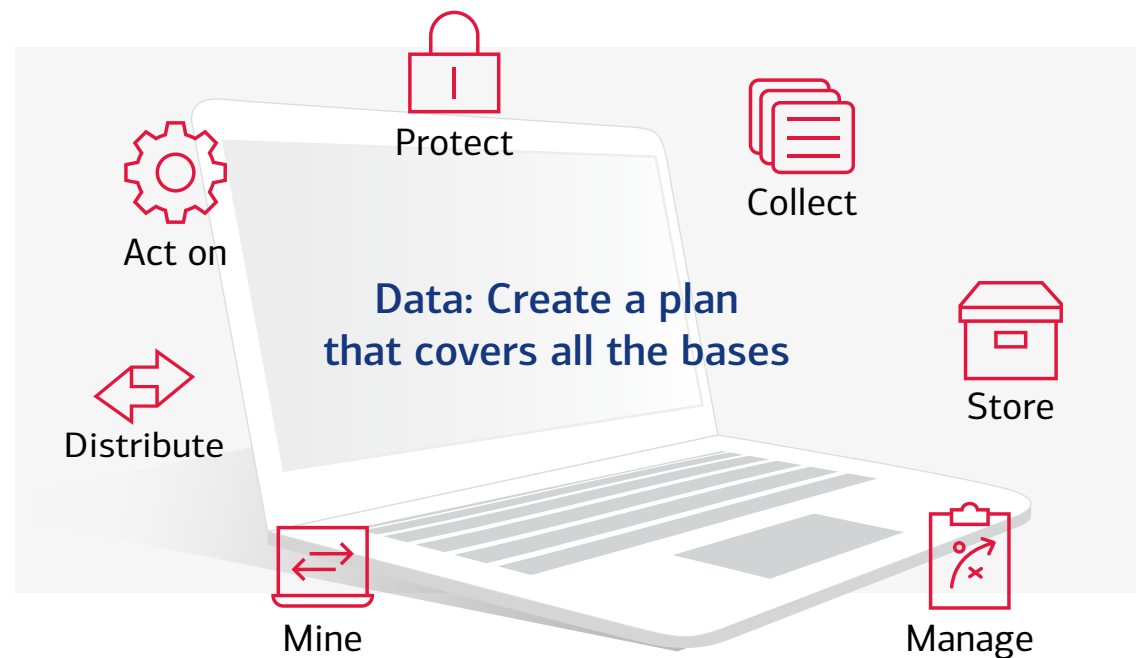 Protect
Collect
Act on
Data: Create a plan
that covers all the bases
Store
Distribute
Mine
Manage